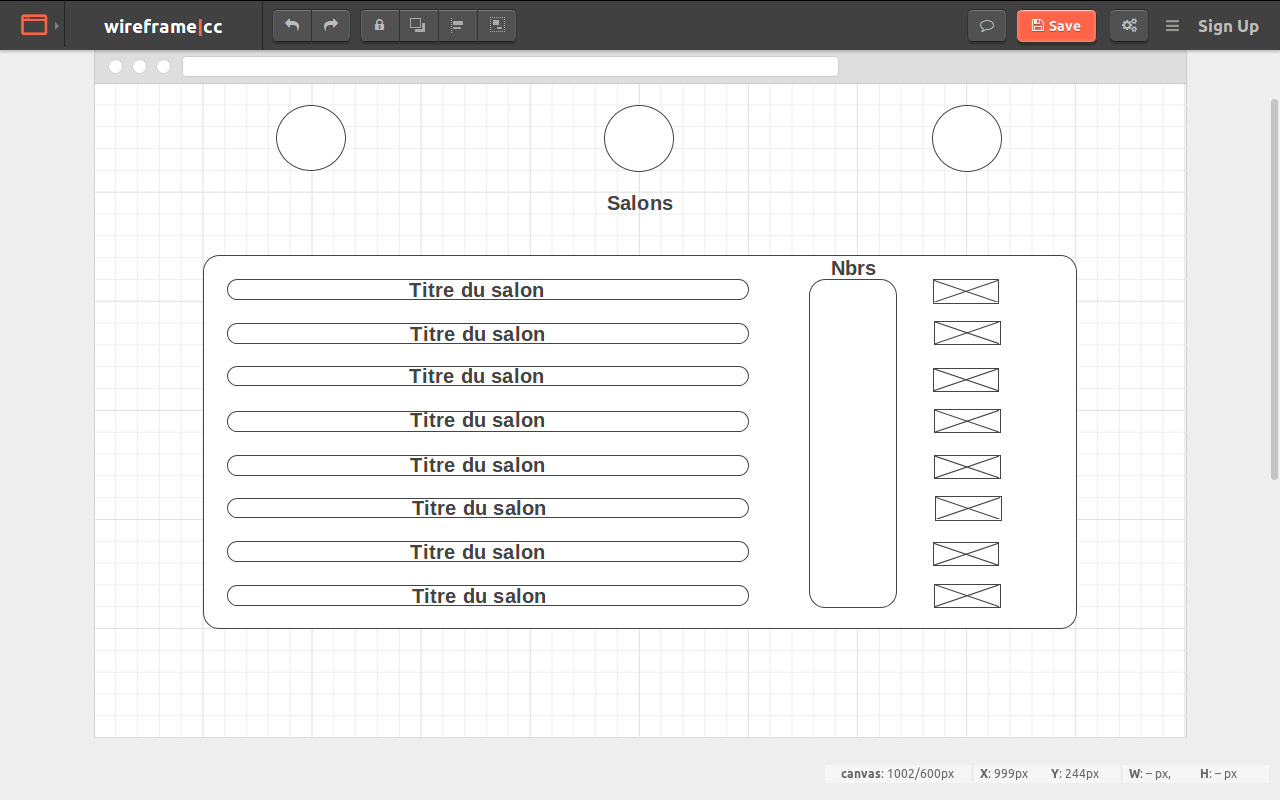 wireframe|cc
Save
Sign Up
Salons
Nbrs
Titre du salon
Titre du salon
Titre du salon
Titre du salon
Titre du salon
Titre du salon
Titre du salon
Titre du salon
canvas: 1002/600px X: 999px Y: 244px W: – px, H: – px